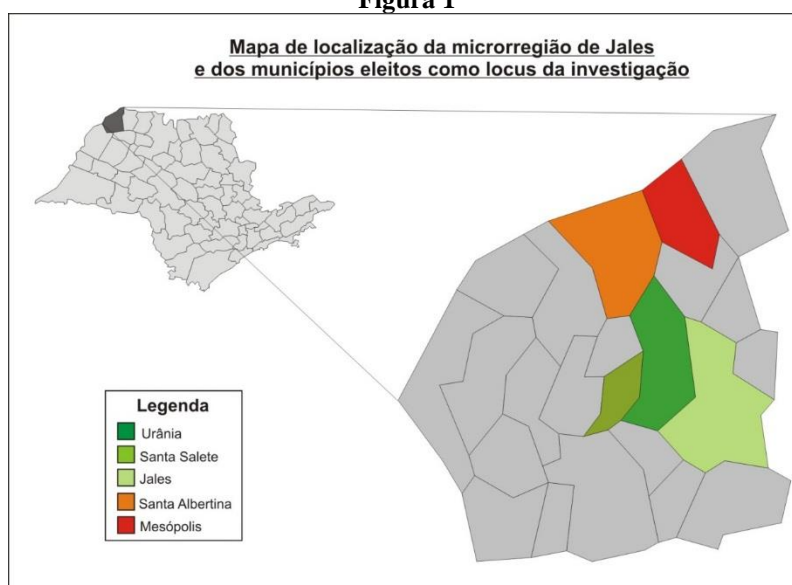 Figura 1
Mapa de localização da microrregião de Jales
e dos municípios eleitos como locus da investigação
Legenda
Urânia
Santa Salete
Jales
Santa Albertina
Mesópolis